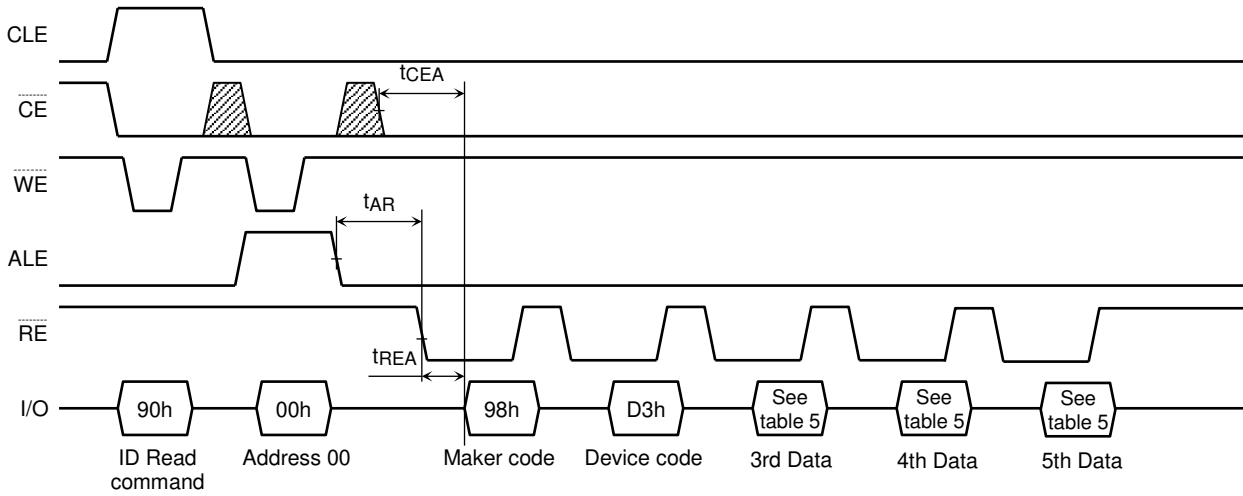 CLE
tCEA
CE
WE
tAR
ALE
RE
tREA
I/O
90h
00h
98h
D3h
See
table 5
See
table 5
See
table 5
ID Read
command
Address 00
Maker code
Device code
3rd Data
4th Data
5th Data